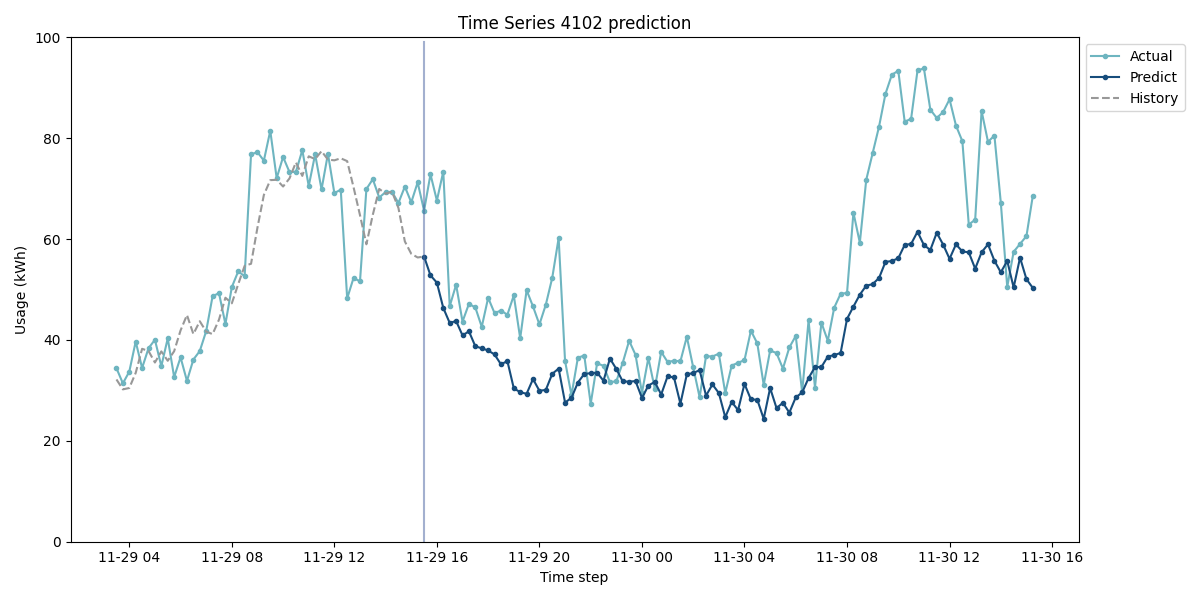 Time Series 4102 prediction
Actual
Predict
History
Usage (kWh)
100
80
60
40
20
0
11-29 04
11-29 08
11-29 12
11-29 16
11-29 20
11-30 00
11-30 04
11-30 08
11-30 12
11-30 16
Time step